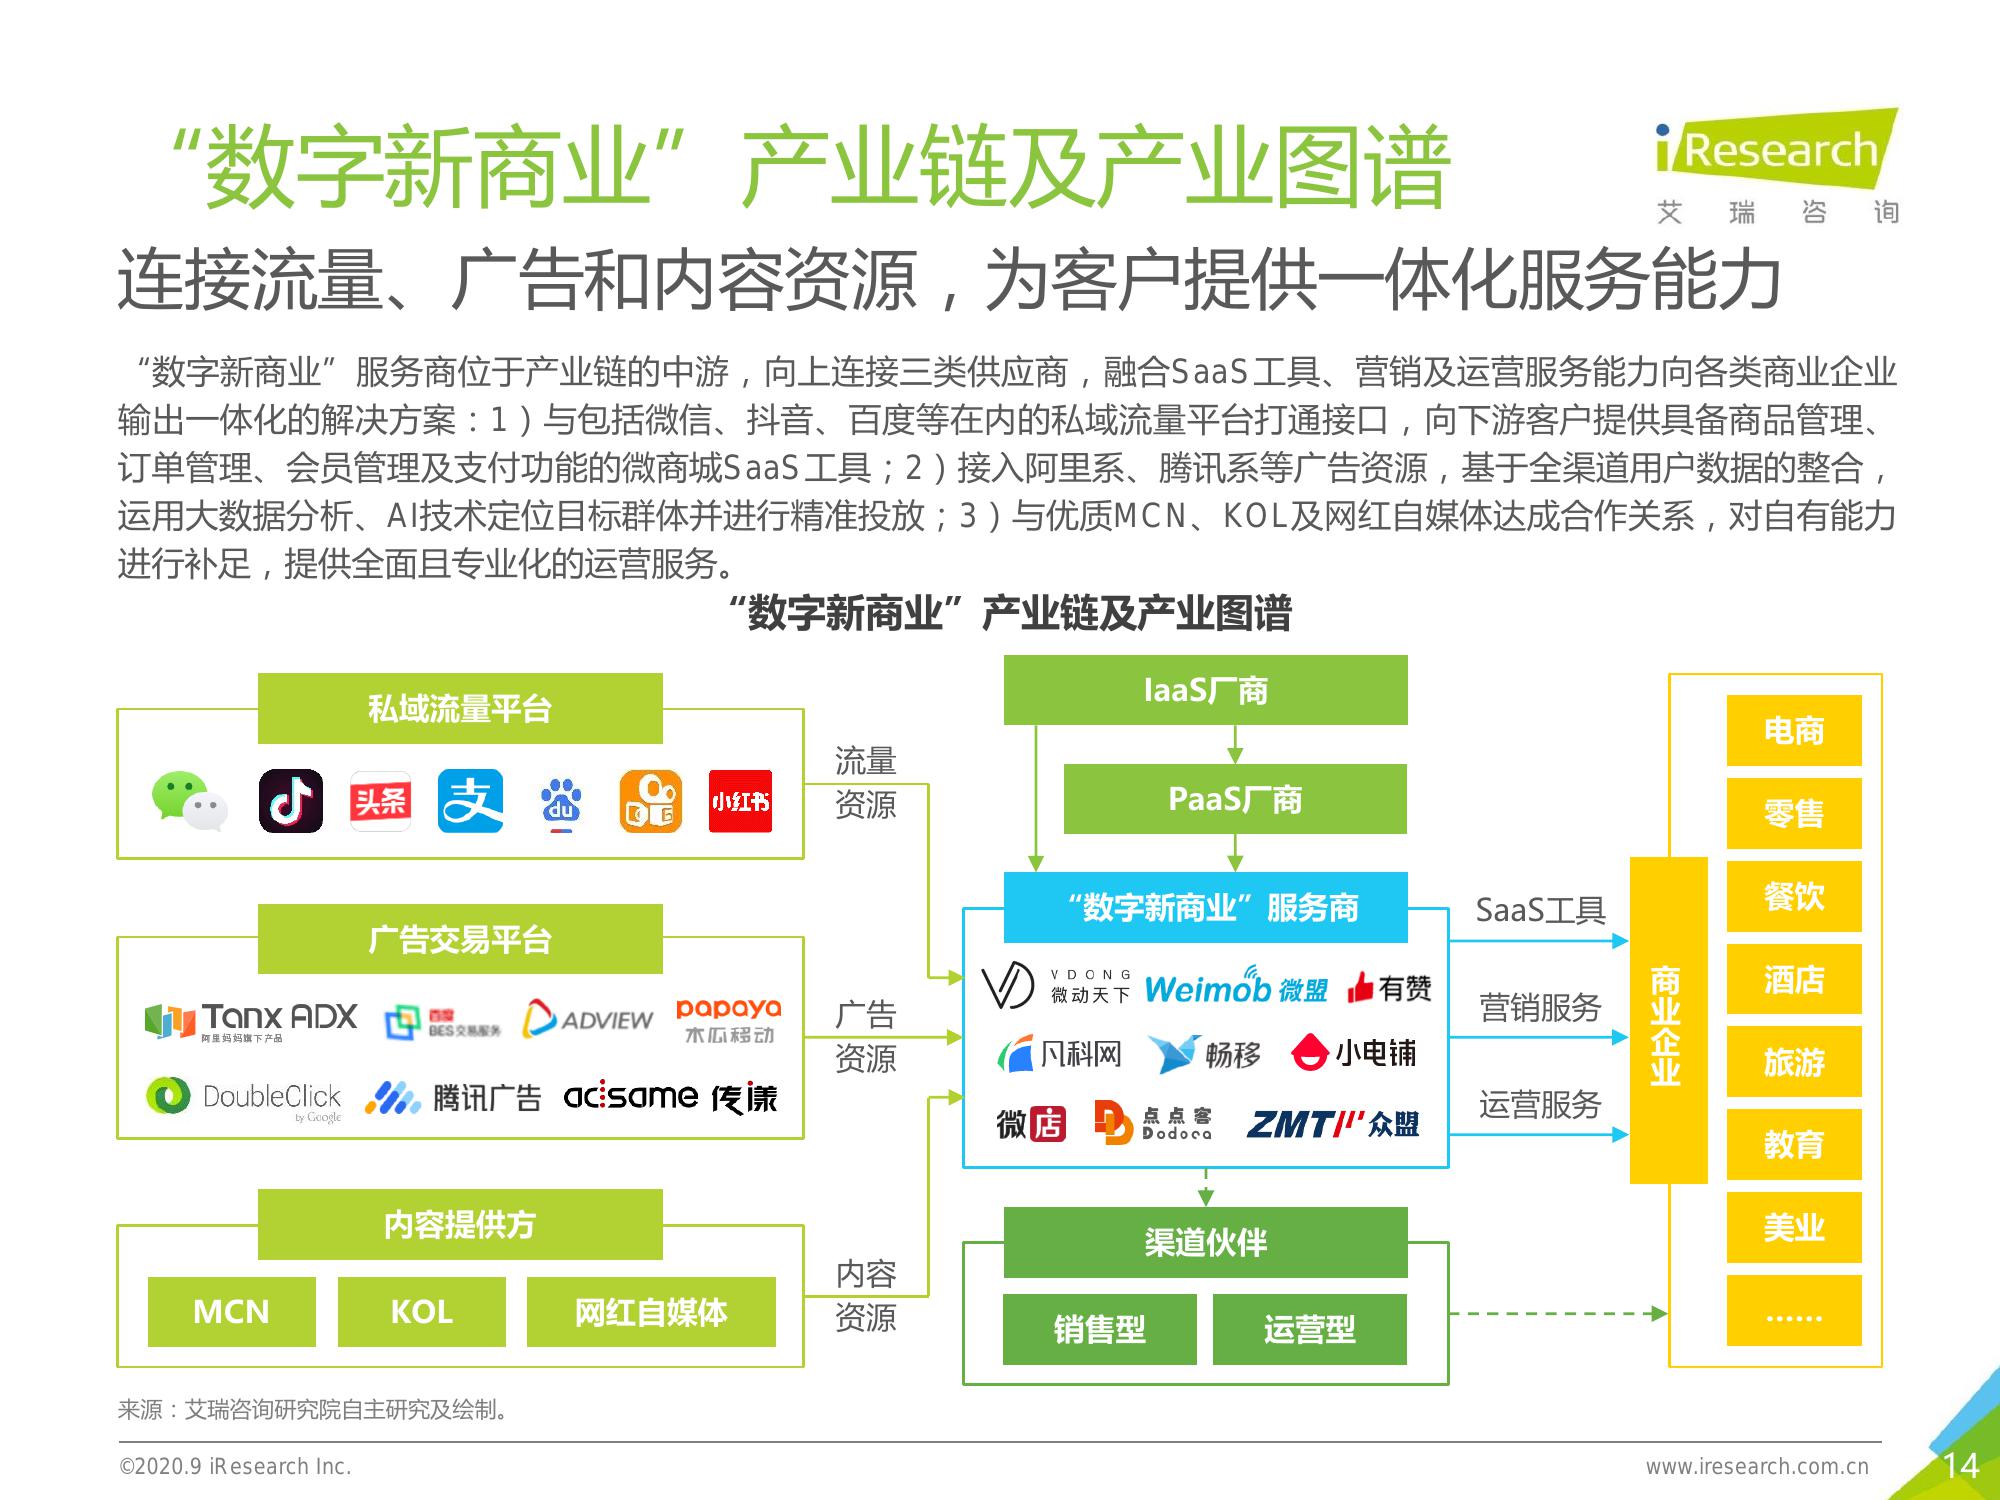 “数字新商业”产业链及产业图谱
iResearch
艾瑞咨询
连接流量、广告和内容资源，为客户提供一体化服务能力
“数字新商业”服务商位于产业链的中游，向上连接三类供应商，融合SaaS工具、营销及运营服务能力向各类商业企业
输出一体化的解决方案：1）与包括微信、抖音、百度等在内的私域流量平台打通接口，向下游客户提供具备商品管理、
订单管理、会员管理及支付功能的微商城SaaS工具；2）接入阿里系、腾讯系等广告资源，基于全渠道用户数据的整合，
运用大数据分析、AI技术定位目标群体并进行精准投放；3）与优质MCN、KOL及网红自媒体达成合作关系，对自有能力
进行补足，提供全面且专业化的运营服务。
“数字新商业”产业链及产业图谱
私域流量平台
头条
支
du
小红书
流量
资源
广告交易平台
Tanx ADX
阿里妈妈旗下产品
百度
BES交易服务
ADVIEW
papaya
木瓜移动
DoubleClick
by Google
腾讯广告
adsame 传漾
广告
资源
内容提供方
MCN
KOL
网红自媒体
内容
资源
IaaS厂商
PaaS厂商
“数字新商业”服务商
VDONG
微动天下
Weimob 微盟
有赞
凡科网
畅移
小电铺
微店
点点客
Dodoca
ZMT 众盟
渠道伙伴
销售型
运营型
SaaS工具
营销服务
运营服务
商业企业
电商
零售
餐饮
酒店
旅游
教育
美业
……
来源：艾瑞咨询研究院自主研究及绘制。
©2020.9 iResearch Inc.
www.iresearch.com.cn
14